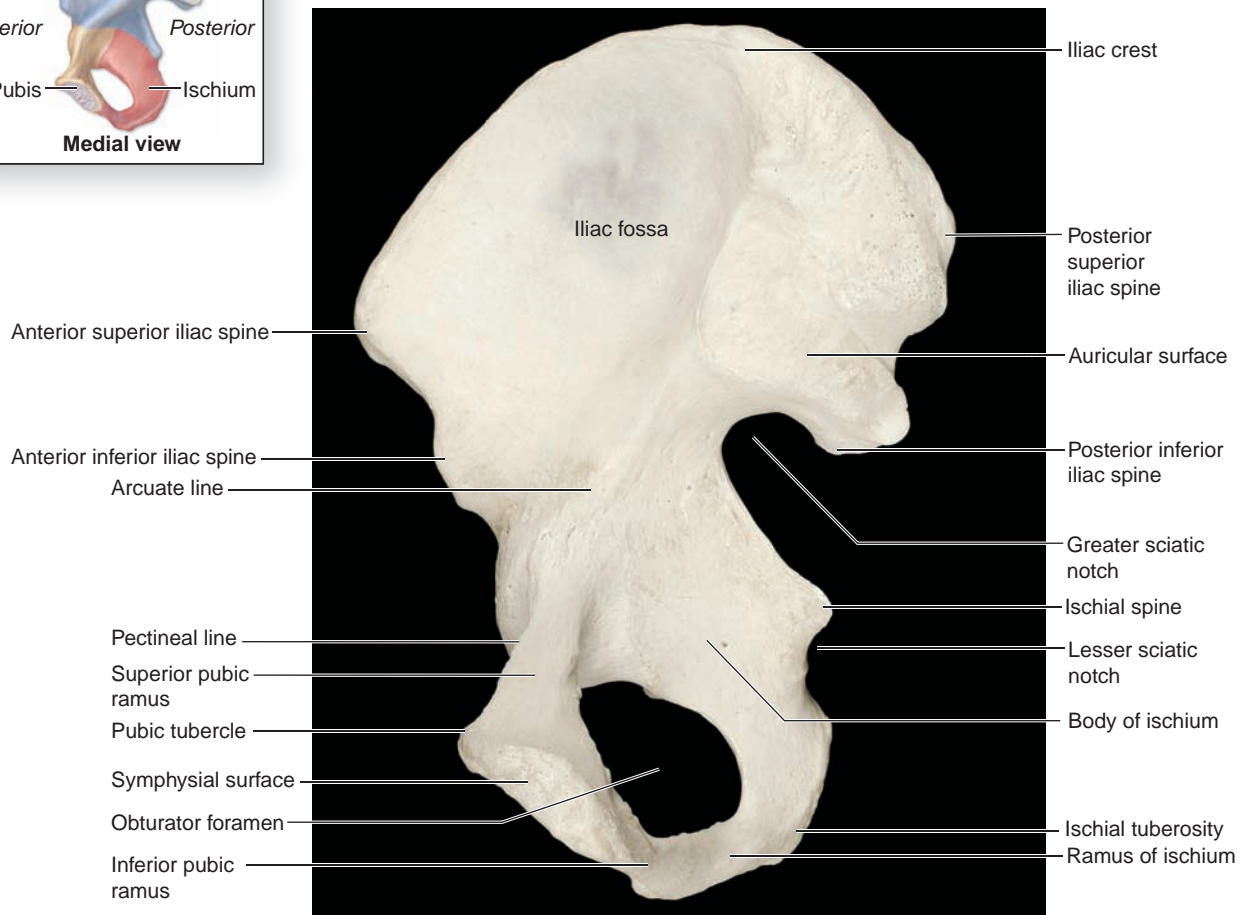 Posterior
Ischium
Medial view
Iliac crest
Iliac fossa
Posterior
superior
iliac spine
Anterior superior iliac spine
Auricular surface
Anterior inferior iliac spine
Posterior inferior
iliac spine
Arcuate line
Greater sciatic
notch
Ischial spine
Pectineal line
Lesser sciatic
notch
Superior pubic
ramus
Body of ischium
Pubic tubercle
Symphysial surface
Obturator foramen
Ischial tuberosity
Ramus of ischium
Inferior pubic
ramus